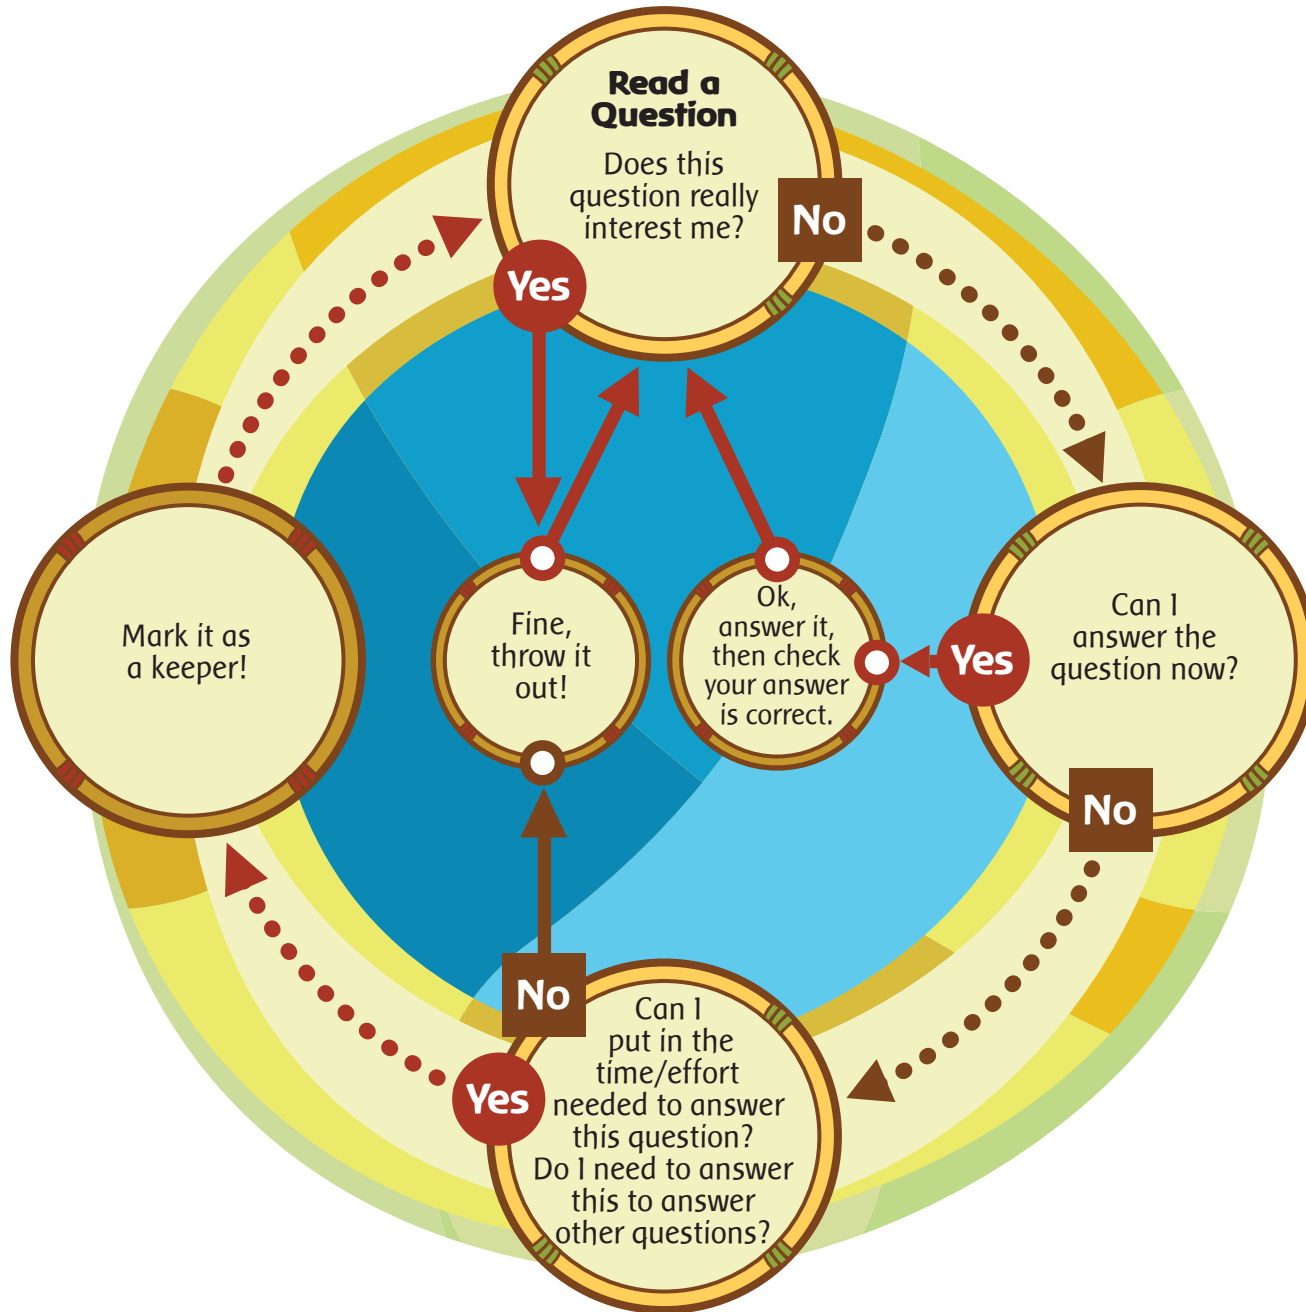 Read a
Question
Does this
question really
interest me?
No
Yes
Can I
answer the
question now?
Yes
No
Ok,
answer it,
then check
your answer
is correct.
Fine,
throw it
out!
Mark it as
a keeper!
No
Yes
Can I
put in the
time/effort
needed to answer
this question?
Do I need to answer
this to answer
other questions?